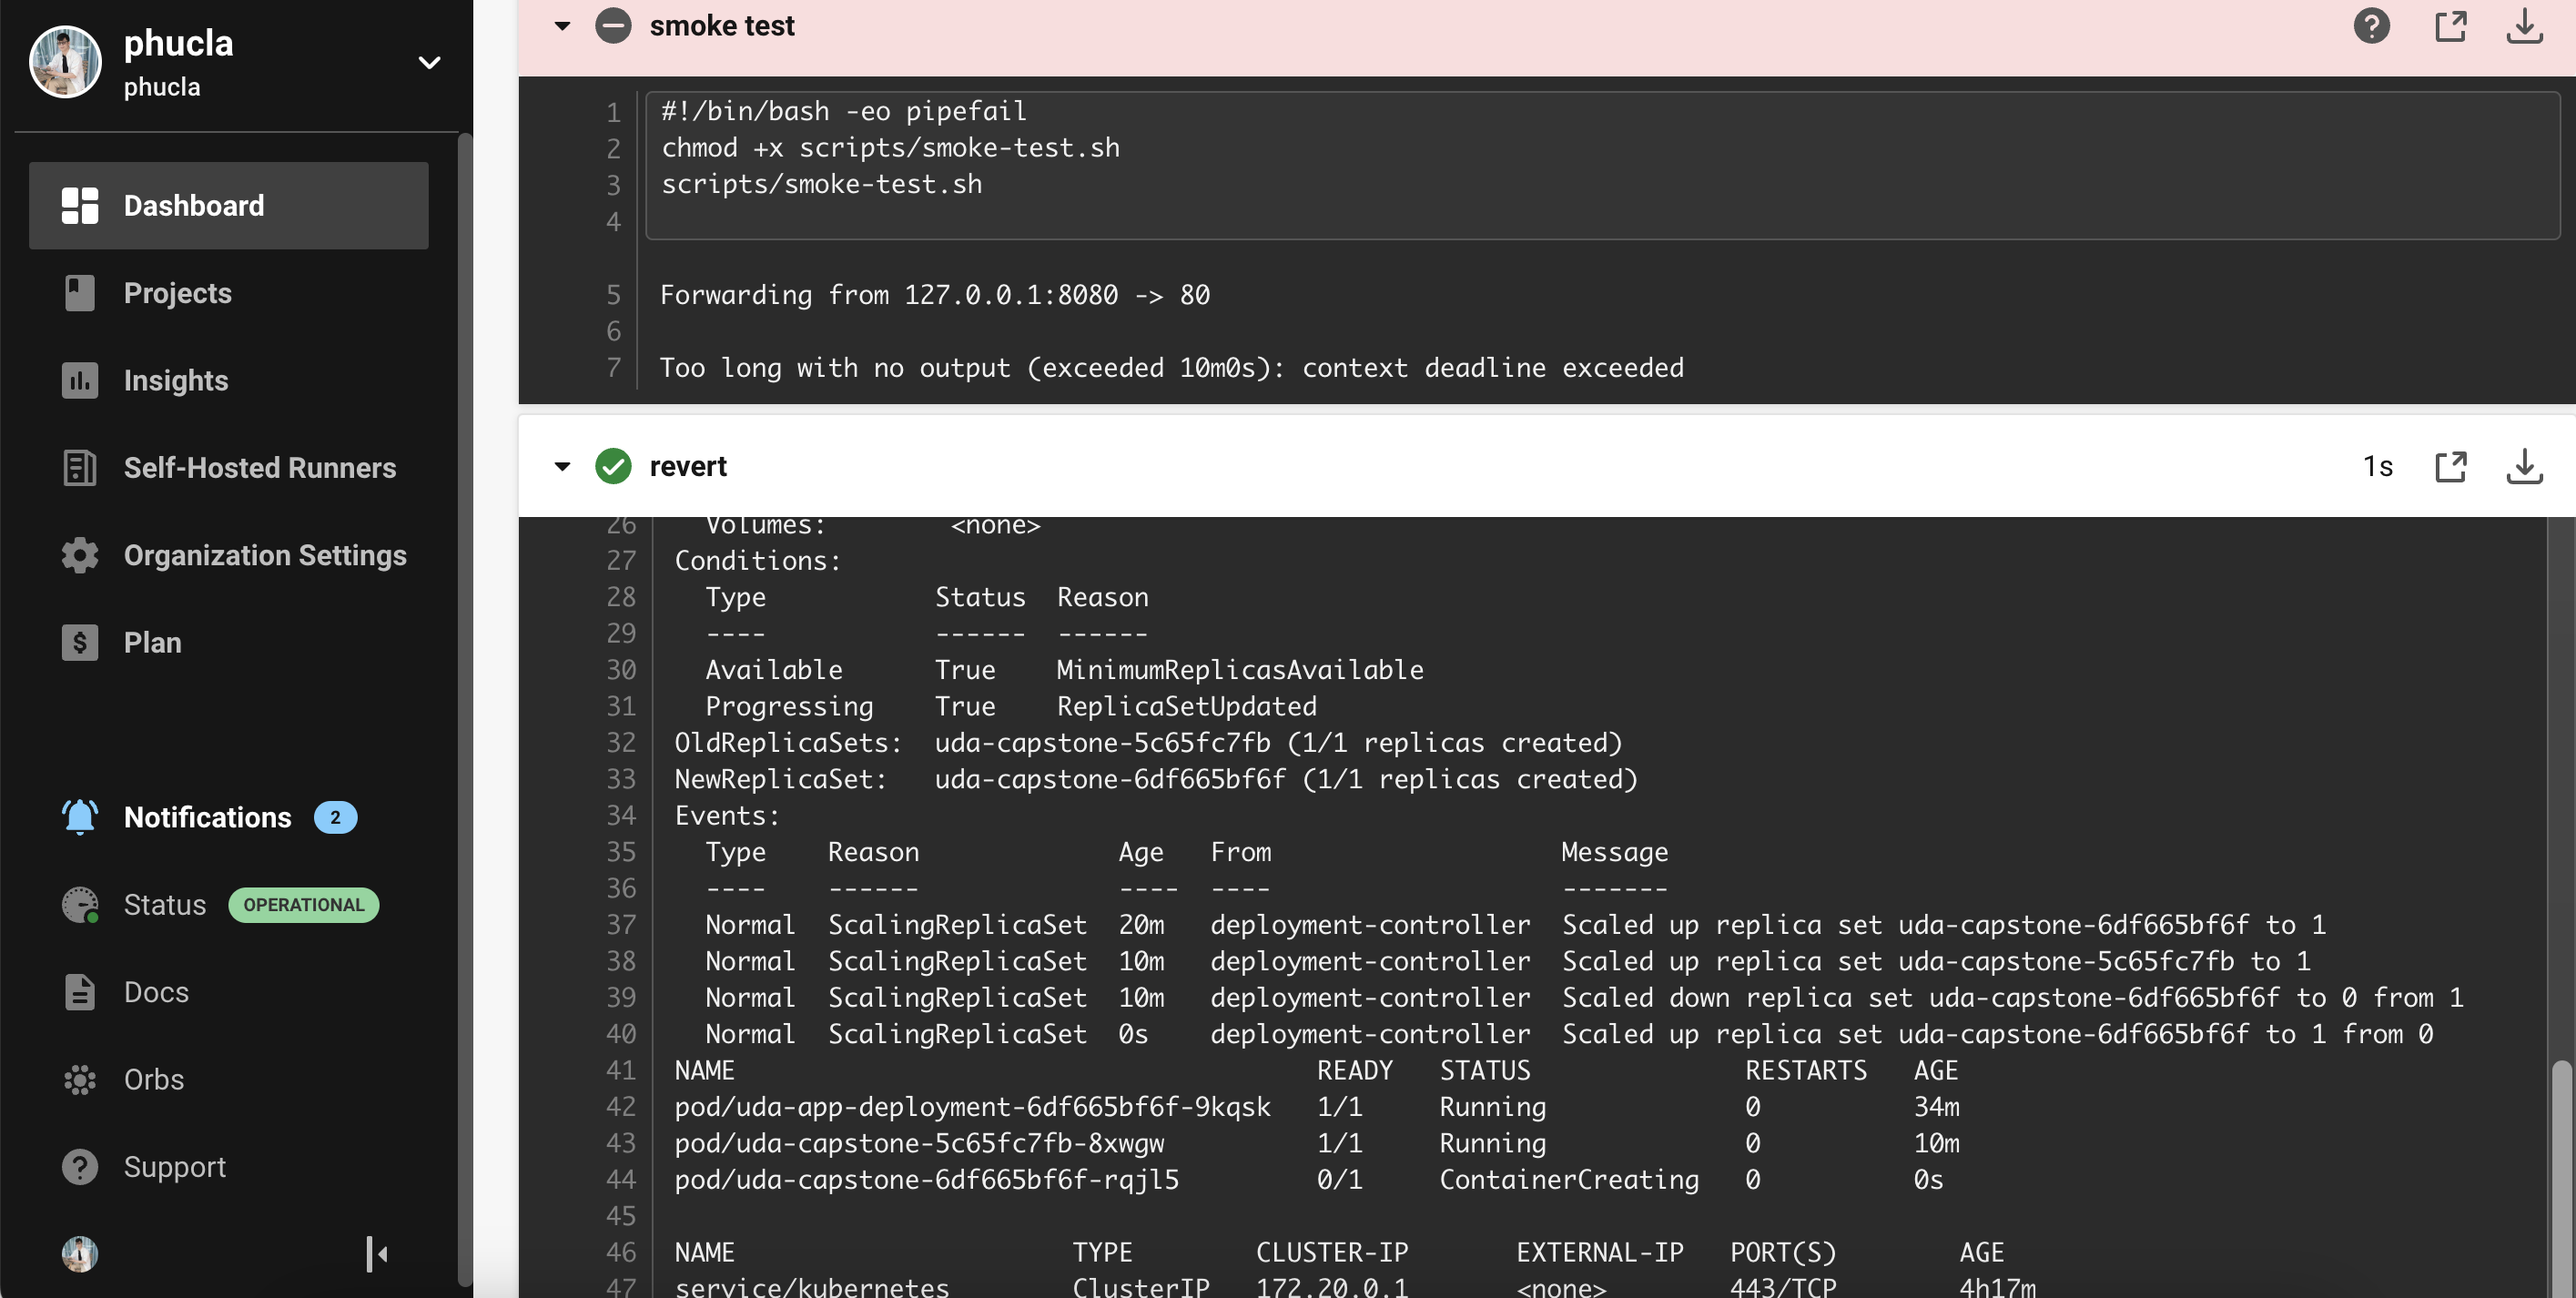 phucla
phucla
Dashboard
Projects
Insights
Self-Hosted Runners
Organization Settings
Plan
Notifications 2
Status OPERATIONAL
Docs
Orbs
Support
smoke test
1 #!/bin/bash -eo pipefail
2 chmod +x scripts/smoke-test.sh
3 scripts/smoke-test.sh
4
5 Forwarding from 127.0.0.1:8080 -> 80
6
7 Too long with no output (exceeded 10m0s): context deadline exceeded
revert 1s
26 Volumes: <none>
27 Conditions:
28 Type Status Reason
29 ---- ------ ------
30 Available True MinimumReplicasAvailable
31 Progressing True ReplicaSetUpdated
32 OldReplicaSets: uda-capstone-5c65fc7fb (1/1 replicas created)
33 NewReplicaSet: uda-capstone-6df665bf6f (1/1 replicas created)
34 Events:
35 Type Reason Age From Message
36 ---- ------ ---- ---- -------
37 Normal ScalingReplicaSet 20m deployment-controller Scaled up replica set uda-capstone-6df665bf6f to 1
38 Normal ScalingReplicaSet 10m deployment-controller Scaled up replica set uda-capstone-5c65fc7fb to 1
39 Normal ScalingReplicaSet 10m deployment-controller Scaled down replica set uda-capstone-6df665bf6f to 0 from 1
40 Normal ScalingReplicaSet 0s deployment-controller Scaled up replica set uda-capstone-6df665bf6f to 1 from 0
41 NAME READY STATUS RESTARTS AGE
42 pod/uda-app-deployment-6df665bf6f-9kqsk 1/1 Running 0 34m
43 pod/uda-capstone-5c65fc7fb-8xwgw 1/1 Running 0 10m
44 pod/uda-capstone-6df665bf6f-rqjl5 0/1 ContainerCreating 0 0s
45
46 NAME TYPE CLUSTER-IP EXTERNAL-IP PORT(S) AGE
47 service/kubernetes ClusterIP 172.20.0.1 <none> 443/TCP 4h17m